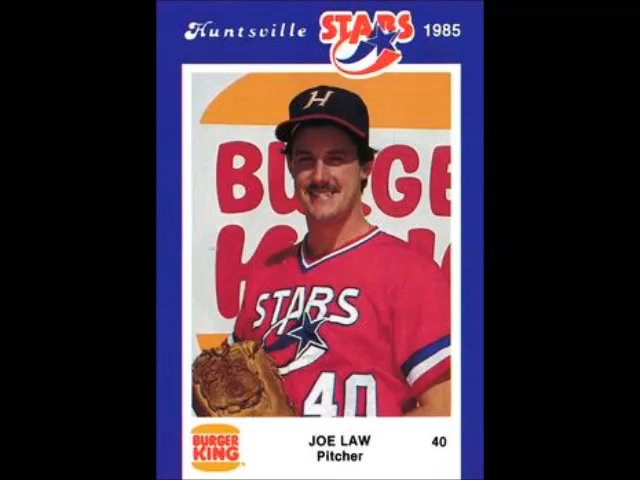 Huntsville STARS 1985
H
BURGE
K
STARS
40
BURGER KING
JOE LAW 40
Pitcher